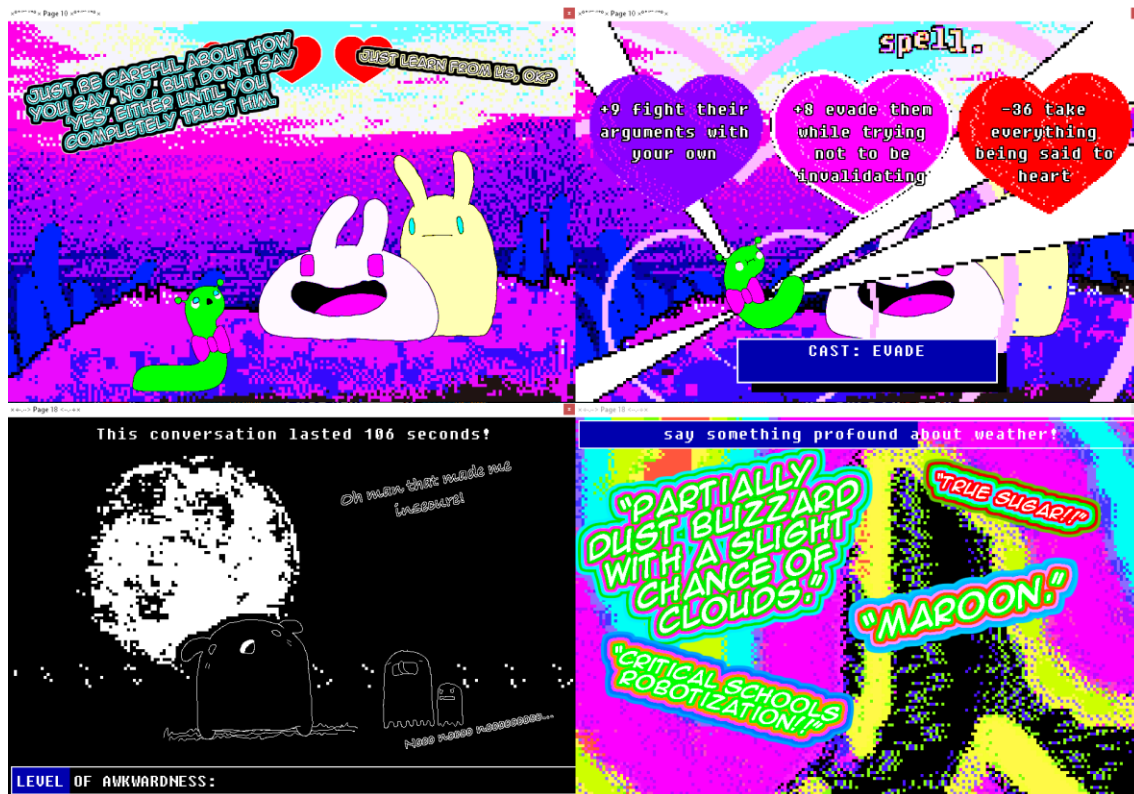 Page 10
JUST BE CAREFUL ABOUT HOW
YOU SAY 'NO', BUT DON'T SAY
'YES' EITHER UNTIL YOU
COMPLETELY TRUST HIM.
JUST LEARN FROM US, OK?
Page 10
spell.
+9 fight their
arguments with
your own
+8 evade them
while trying
not to be
invalidating
-36 take
everything
being said to
heart
CAST: EVADE
Page 18
This conversation lasted 106 seconds!
Oh man that made me
insecure!
Nooo noooo nooooooooo...
LEVEL OF AWKWARDNESS:
Page 18
say something profound about weather!
"PARTIALLY
DUST BLIZZARD
WITH A SLIGHT
CHANCE OF
CLOUDS."
"TRUE SUGAR!!"
"MAROON."
"CRITICAL SCHOOLS
ROBOTIZATION!!"